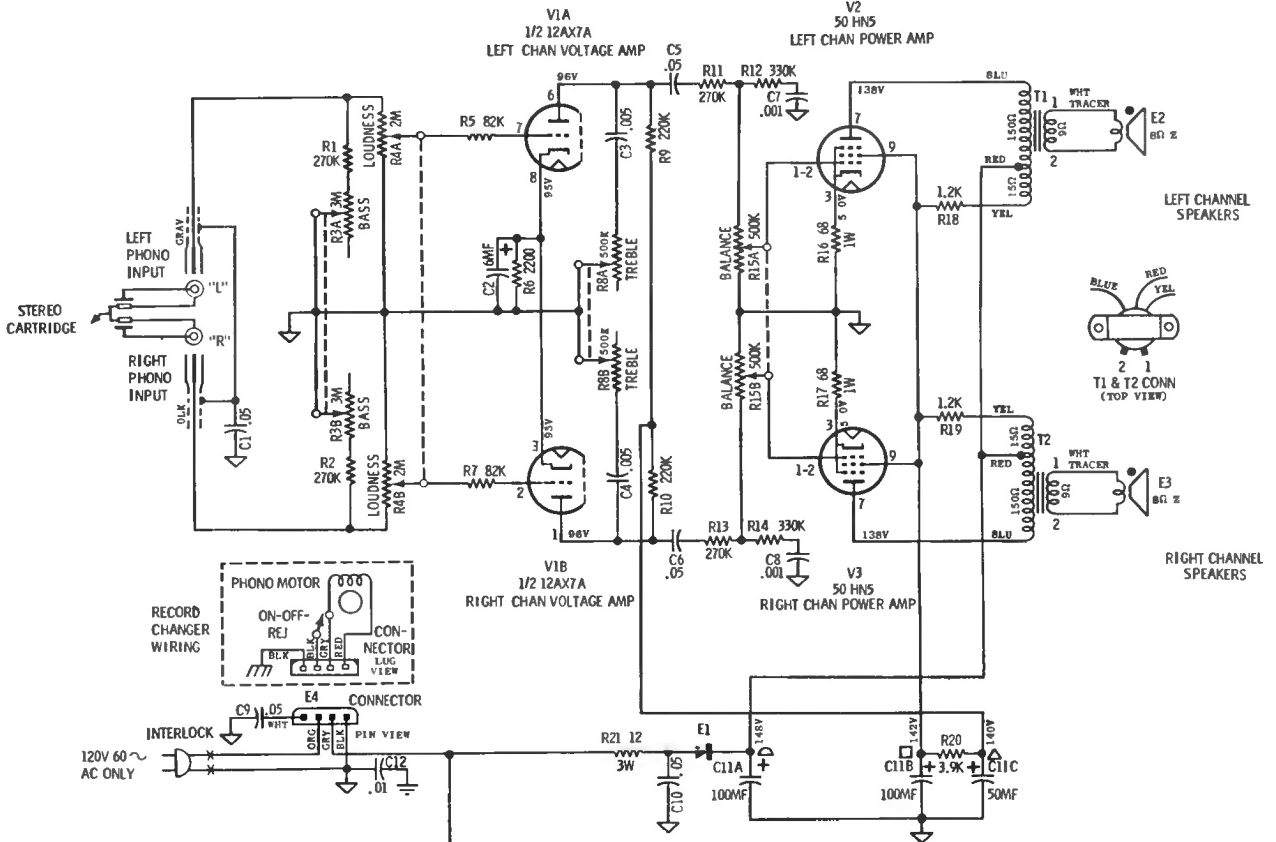 V1A
1/2 12AX7A
LEFT CHAN VOLTAGE AMP
V2
50 HN5
LEFT CHAN POWER AMP
C5
.05
R11
270K
R12 330K
C7
.001
96V
6
7
8
95V
R5 82K
LOUDNESS
R4A 2M
R1
270K
R3A 3M
BASS
.005
C3
R9 220K
138V
7
9
1-2
3
5.0V
R16 68
1W
BLU
T1
1
WHT
TRACER
E2
8Ω Z
150Ω
9Ω
2
RED
15Ω
1.2K
R18
YEL
LEFT CHANNEL
SPEAKERS
GRAY
LEFT
PHONO
INPUT
"L"
STEREO
CARTRIDGE
"R"
RIGHT
PHONO
INPUT
C1 .05
C2 6MF
+
R6 2200
R8A 500K
TREBLE
R8B 500K
TREBLE
BALANCE
R15A 500K
BALANCE
R15B 500K
BLUE
RED
YEL
2 1
T1 & T2 CONN
(TOP VIEW)
R3B 3M
BASS
R2
270K
LOUDNESS
R4B 2M
R7 82K
3
95V
2
1
96V
.005
C4
R10 220K
R17 68
1W
3
1-2
9
7
138V
1.2K
R19
YEL
15Ω
T2
RED
1
WHT
TRACER
E3
8Ω Z
150Ω
9Ω
2
BLU
C6
.05
R13
270K
R14 330K
C8
.001
V1B
1/2 12AX7A
RIGHT CHAN VOLTAGE AMP
V3
50 HN5
RIGHT CHAN POWER AMP
RIGHT CHANNEL
SPEAKERS
RECORD
CHANGER
WIRING
PHONO MOTOR
ON-OFF-
REJ
BLK
BLK
GRY
RED
CON-
NECTOR
LUG
VIEW
E4
CONNECTOR
C9 .05
WHT
PIN VIEW
ORG
GRY
BLK
INTERLOCK
120V 60~
AC ONLY
C12
.01
R21 12
3W
C10 .05
E1
148V
+
C11A
100MF
142V
C11B
+
100MF
R20
3.9K
140V
+
C11C
50MF